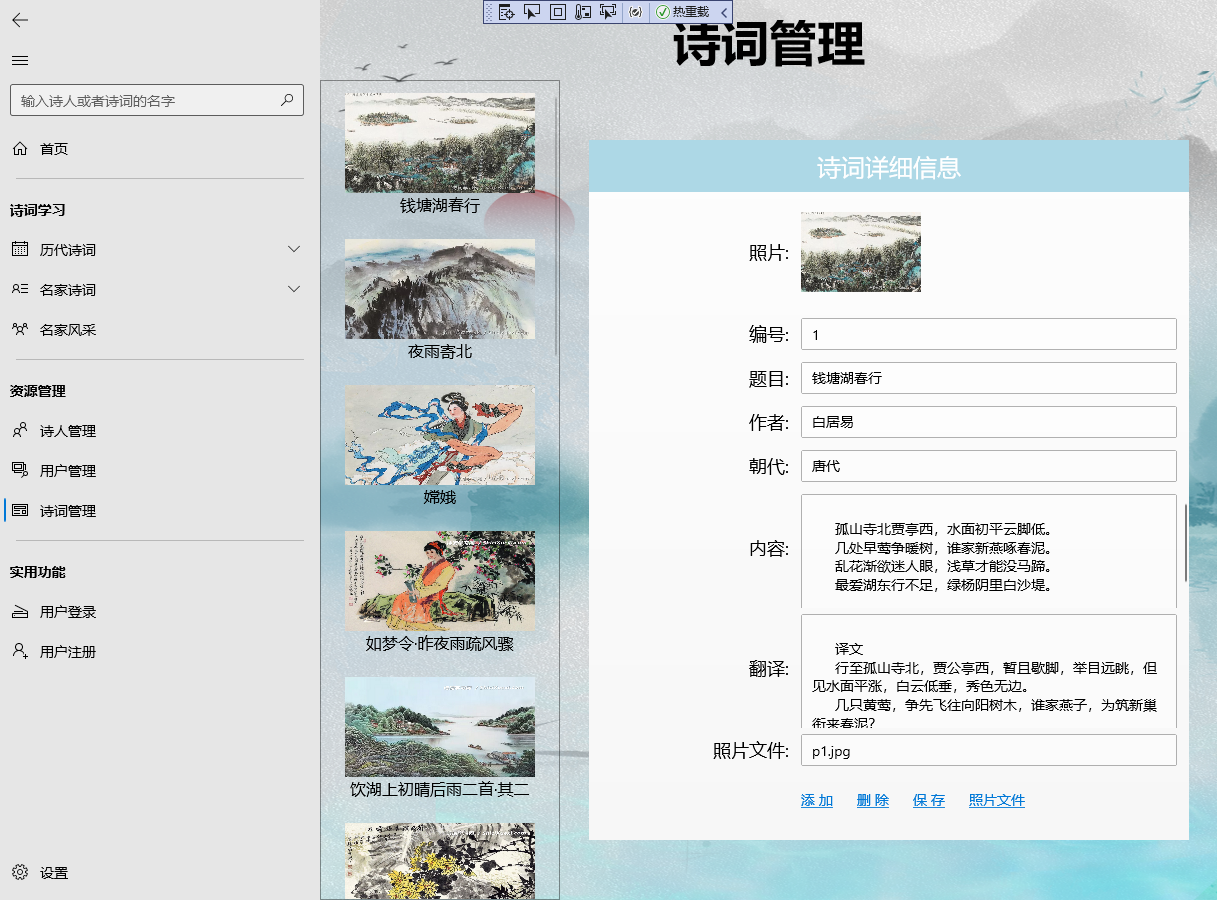 热重载
诗词管理
输入诗人或者诗词的名字
首页
诗词学习
历代诗词
名家诗词
名家风采
资源管理
诗人管理
用户管理
诗词管理
实用功能
用户登录
用户注册
设置
钱塘湖春行
夜雨寄北
嫦娥
如梦令·昨夜雨疏风骤
饮湖上初晴后雨二首·其二
诗词详细信息
照片:
编号:
1
题目:
钱塘湖春行
作者:
白居易
朝代:
唐代
内容:
孤山寺北贾亭西，水面初平云脚低。
几处早莺争暖树，谁家新燕啄春泥。
乱花渐欲迷人眼，浅草才能没马蹄。
最爱湖东行不足，绿杨阴里白沙堤。
翻译:
译文
行至孤山寺北，贾公亭西，暂且歇脚，举目远眺，但
见水面平涨，白云低垂，秀色无边。
几只黄莺，争先飞往向阳树木，谁家燕子，为筑新巢
衔来春泥？
照片文件:
p1.jpg
添 加
删 除
保 存
照片文件